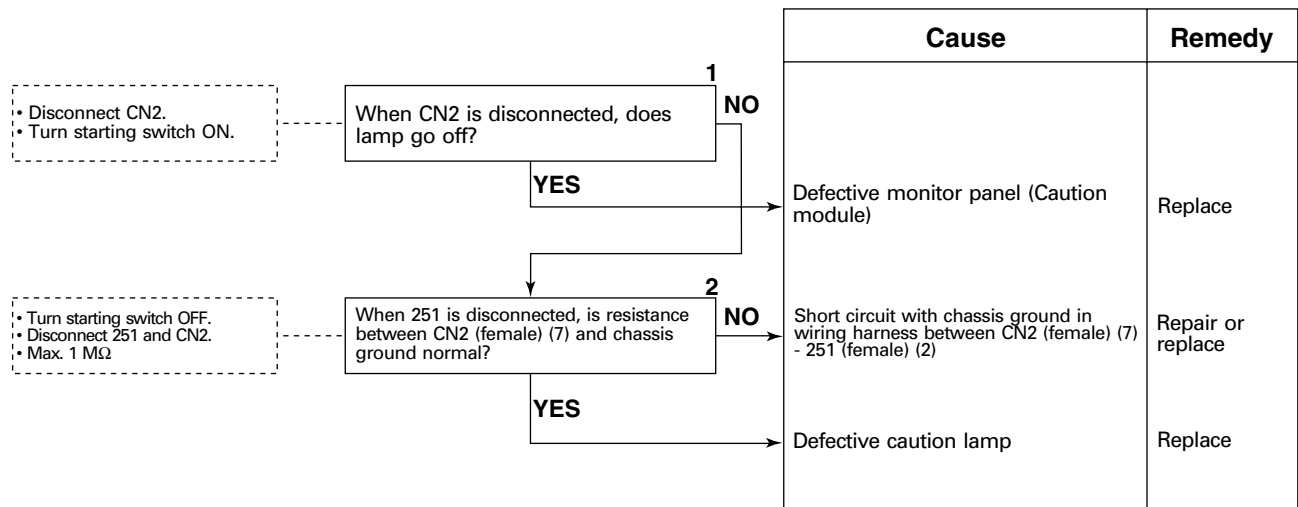 Cause
Remedy
• Disconnect CN2.
• Turn starting switch ON.
1
When CN2 is disconnected, does
lamp go off?
NO
YES
Defective monitor panel (Caution
module)
Replace
• Turn starting switch OFF.
• Disconnect 251 and CN2.
• Max. 1 MΩ
2
When 251 is disconnected, is resistance
between CN2 (female) (7) and chassis
ground normal?
NO
Short circuit with chassis ground in
wiring harness between CN2 (female) (7)
- 251 (female) (2)
Repair or
replace
YES
Defective caution lamp
Replace